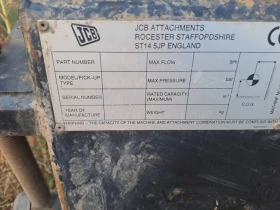 JCB
JCB ATTACHMENTS
ROCESTER STAFFOPDSHIRE
ST14 5JP ENGLAND
PART NUMBER
MAX FLOW.
MODEL/PICK-UP TYPE
MAX PRESSURE
bar
SERIAL NUMBER
RATED CAPACITY (MAXIMUM)
YEAR OF MANUFACTURE
WEIGHT
kg
C.O.G.
WARNING - THE CAPACITY OF THE MACHINE AND ATTACHMENT COMBINATION MUST BE COMPLIED WITH